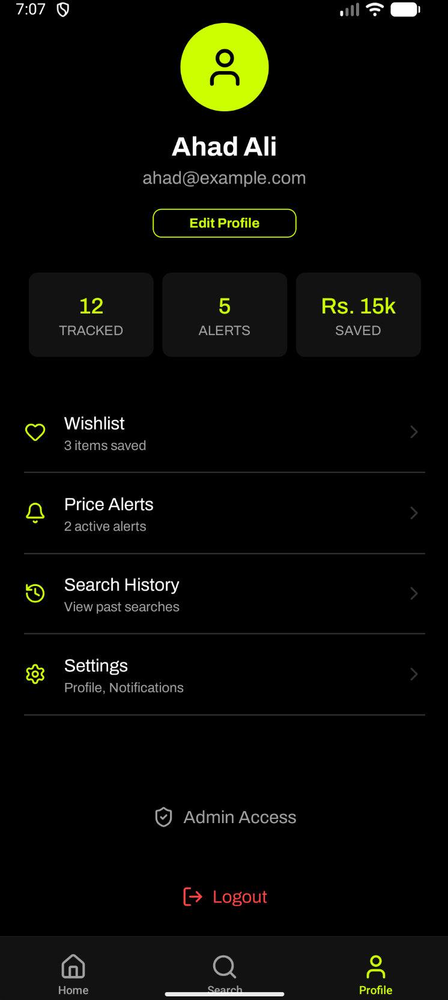 7:07
Ahad Ali
ahad@example.com
Edit Profile
12
TRACKED
5
ALERTS
Rs. 15k
SAVED
Wishlist
3 items saved
Price Alerts
2 active alerts
Search History
View past searches
Settings
Profile, Notifications
Admin Access
Logout
Home
Search
Profile